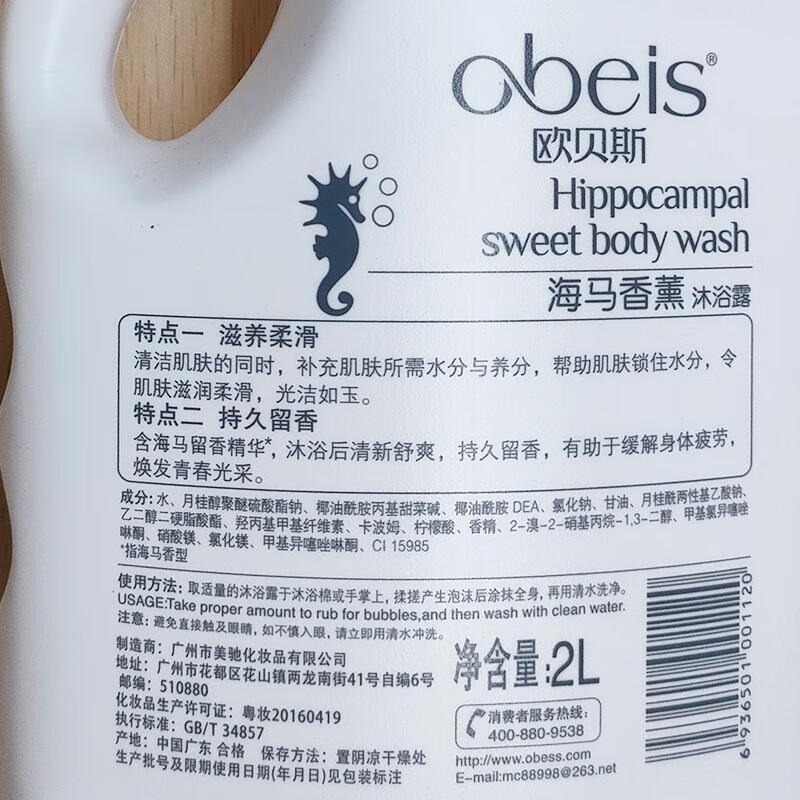 obeis®
欧贝斯
Hippocampal
sweet body wash
海马香薰 沐浴露
特点一 滋养柔滑
清洁肌肤的同时，补充肌肤所需水分与养分，帮助肌肤锁住水分，令
肌肤滋润柔滑，光洁如玉。
特点二 持久留香
含海马留香精华*，沐浴后清新舒爽，持久留香，有助于缓解身体疲劳，
焕发青春光采。
成分：水、月桂醇聚醚硫酸酯钠、椰油酰胺丙基甜菜碱、椰油酰胺 DEA、氯化钠、甘油、月桂酰两性基乙酸钠、
乙二醇二硬脂酸酯、羟丙基甲基纤维素、卡波姆、柠檬酸、香精、2-溴-2-硝基丙烷-1,3-二醇、甲基氯异噻唑
啉酮、硝酸镁、氯化镁、甲基异噻唑啉酮、CI 15985
*指海马香型
使用方法：取适量的沐浴露于沐浴棉或手掌上，揉搓产生泡沫后涂抹全身，再用清水洗净。
USAGE:Take proper amount to rub for bubbles,and then wash with clean water.
注意：避免直接触及眼睛，如不慎入眼，请立即用清水冲洗。
制造商：广州市美驰化妆品有限公司
地址：广州市花都区花山镇两龙南街41号自编6号
邮编：510880
化妆品生产许可证：粤妆20160419
执行标准：GB/T 34857
产地：中国广东 合格 保存方法：置阴凉干燥处
生产批号及限期使用日期(年月日)见包装标注
净含量：2L
消费者服务热线：
400-880-9538
http://www.obess.com
E-mail:mc88998@263.net
6 936501 001120